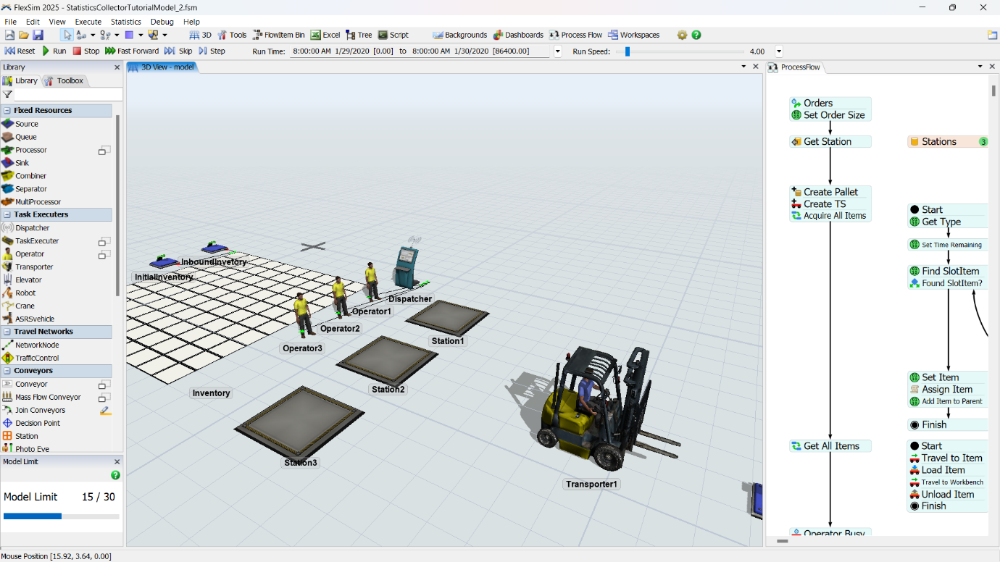 FlexSim 2025 - StatisticsCollectorTutorialModel_2.fsm
File Edit View Execute Statistics Debug Help
3D Tools FlowItem Bin Excel Tree Script Backgrounds Dashboards Process Flow Workspaces
Reset Run Stop Fast Forward Skip Step Run Time: 8:00:00 AM 1/29/2020 [0.00] to 8:00:00 AM 1/30/2020 [86400.00] Run Speed: 4.00
Library
Library Toolbox
Fixed Resources
Source
Queue
Processor
Sink
Combiner
Separator
MultiProcessor
Task Executers
Dispatcher
TaskExecuter
Operator
Transporter
Elevator
Robot
Crane
ASRSvehicle
Travel Networks
NetworkNode
TrafficControl
Conveyors
Conveyor
Mass Flow Conveyor
Join Conveyors
Decision Point
Station
Photo Eye
Model Limit
Model Limit 15 / 30
3D View - model
InboundInvetory
InitialInventory
Dispatcher
Operator1
Operator2
Operator3
Station1
Station2
Inventory
Station3
Transporter1
ProcessFlow
Orders
Set Order Size
Get Station
Stations 3
Create Pallet
Create TS
Acquire All Items
Start
Get Type
Set Time Remaining
Find SlotItem
Found SlotItem?
Set Item
Assign Item
Add Item to Parent
Finish
Get All Items
Start
Travel to Item
Load Item
Travel to Workbench
Unload Item
Finish
Operator Busy
Mouse Position [15.92, 3.64, 0.00]